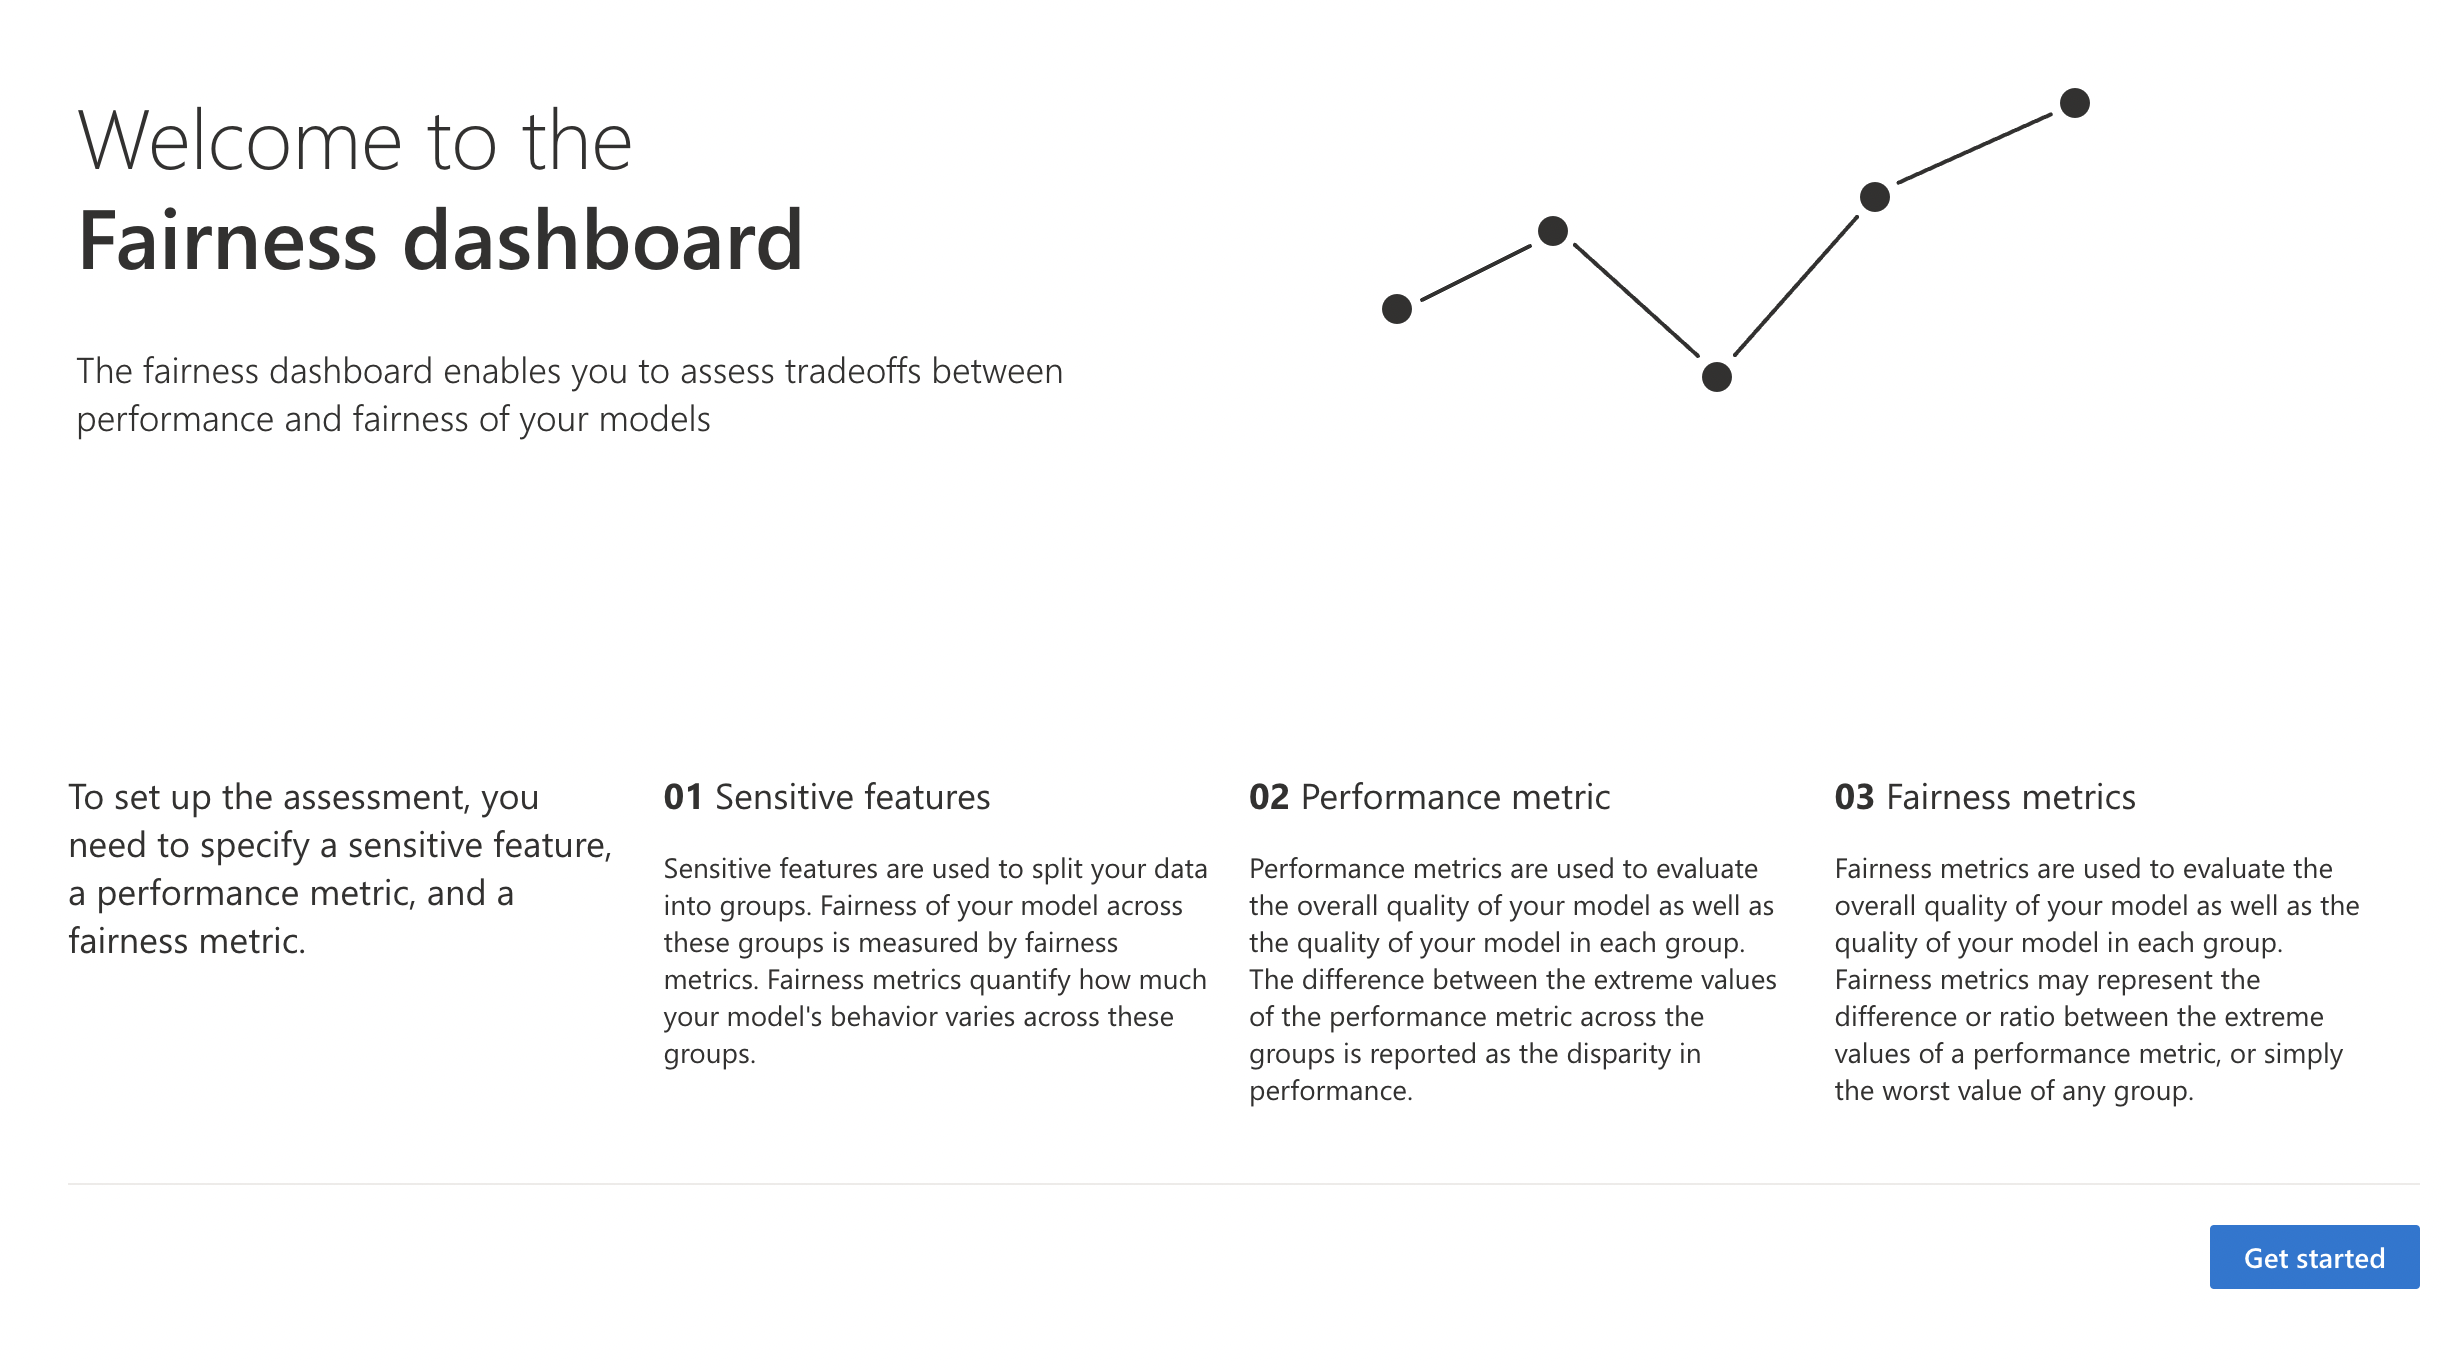 Welcome to the
Fairness dashboard
The fairness dashboard enables you to assess tradeoffs between
performance and fairness of your models
To set up the assessment, you
need to specify a sensitive feature,
a performance metric, and a
fairness metric.
01 Sensitive features
Sensitive features are used to split your data
into groups. Fairness of your model across
these groups is measured by fairness
metrics. Fairness metrics quantify how much
your model's behavior varies across these
groups.
02 Performance metric
Performance metrics are used to evaluate
the overall quality of your model as well as
the quality of your model in each group.
The difference between the extreme values
of the performance metric across the
groups is reported as the disparity in
performance.
03 Fairness metrics
Fairness metrics are used to evaluate the
overall quality of your model as well as the
quality of your model in each group.
Fairness metrics may represent the
difference or ratio between the extreme
values of a performance metric, or simply
the worst value of any group.
Get started